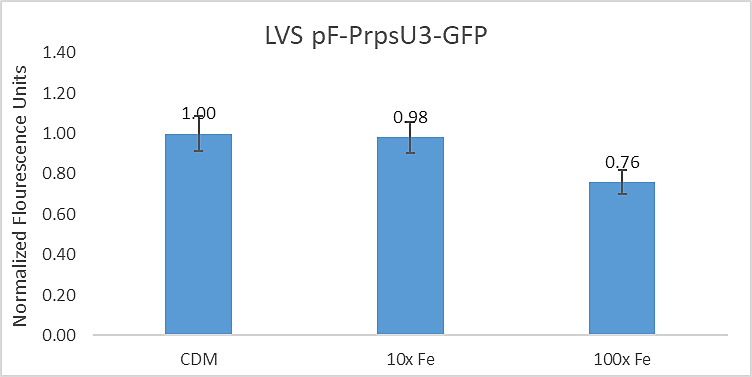 LVS pF-PrpsU3-GFP
Normalized Flourescence Units
1.40
1.20
1.00
0.80
0.60
0.40
0.20
0.00
1.00
0.98
0.76
CDM
10x Fe
100x Fe